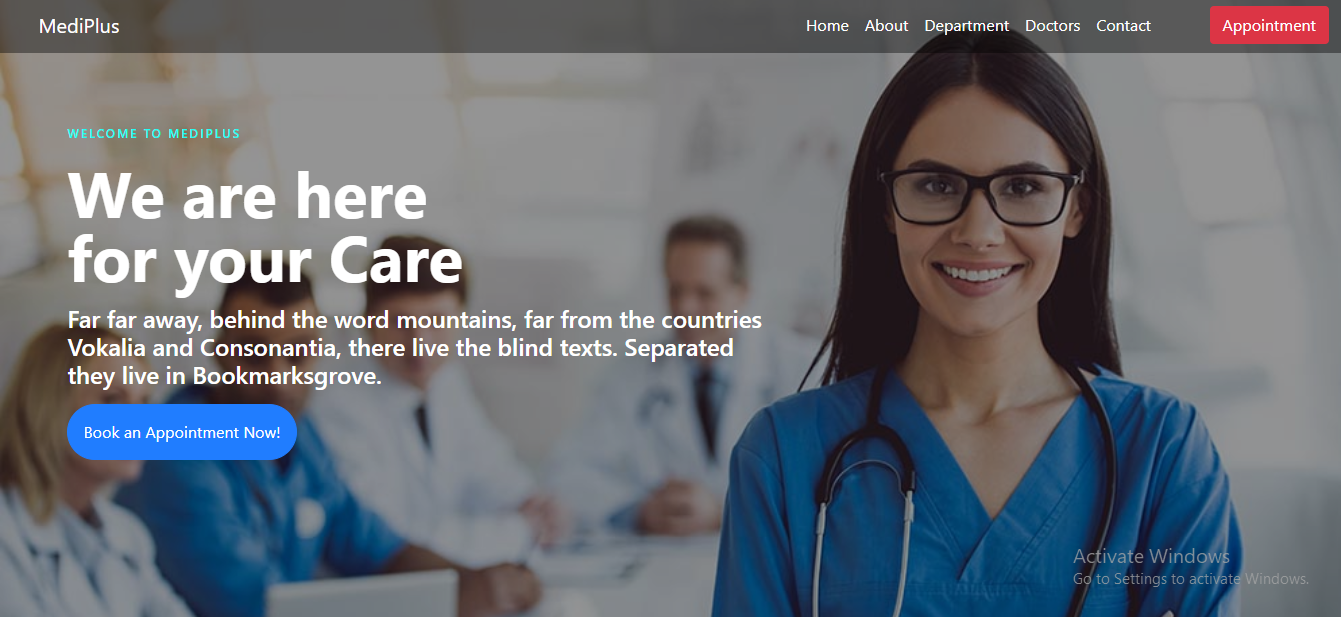 MediPlus
Home About Department Doctors Contact Appointment
WELCOME TO MEDIPLUS
We are here
for your Care
Far far away, behind the word mountains, far from the countries
Vokalia and Consonantia, there live the blind texts. Separated
they live in Bookmarksgrove.
Book an Appointment Now!
Activate Windows
Go to Settings to activate Windows.